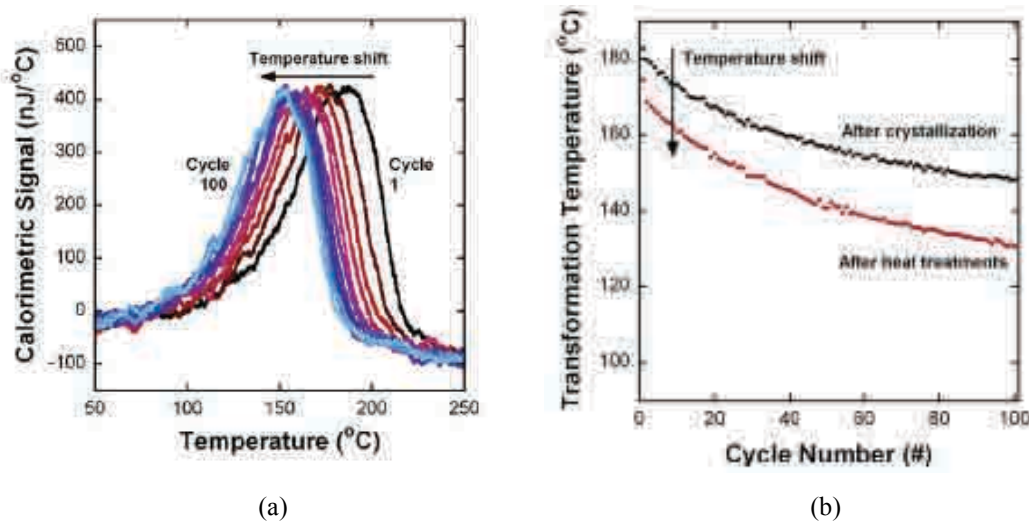 600
500
400
300
200
100
0
-100
Calorimetric Signal (nJ/°C)
Temperature shift
Cycle
100
Cycle
1
50
100
150
200
250
Temperature (°C)
(a)
180
160
140
120
100
Transformation Temperature (°C)
Temperature shift
After crystallization
After heat treatments
0
20
40
60
80
100
Cycle Number (#)
(b)